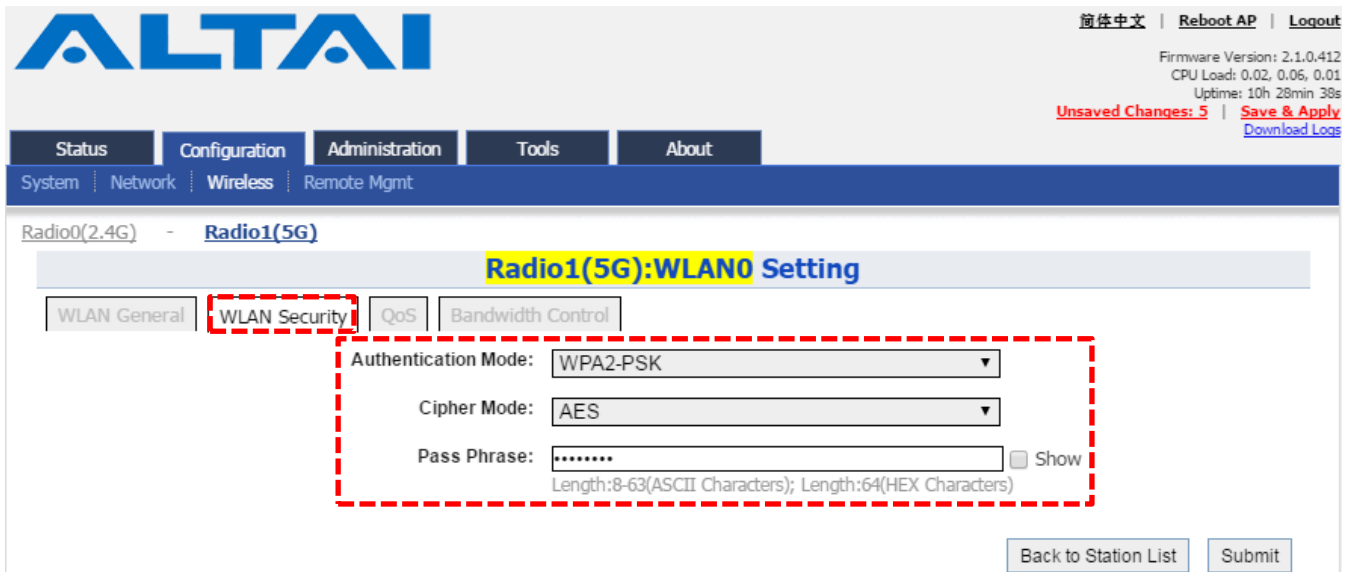 ALTAI
简体中文 | Reboot AP | Logout
Firmware Version: 2.1.0.412
CPU Load: 0.02, 0.06, 0.01
Uptime: 10h 28min 38s
Unsaved Changes: 5 | Save & Apply
Download Logs
Status Configuration Administration Tools About
System Network Wireless Remote Mgmt
Radio0(2.4G) - Radio1(5G)
Radio1(5G):WLAN0 Setting
WLAN General WLAN Security QoS Bandwidth Control
Authentication Mode: WPA2-PSK
Cipher Mode: AES
Pass Phrase: •••••••• Show
Length:8-63(ASCII Characters); Length:64(HEX Characters)
Back to Station List Submit